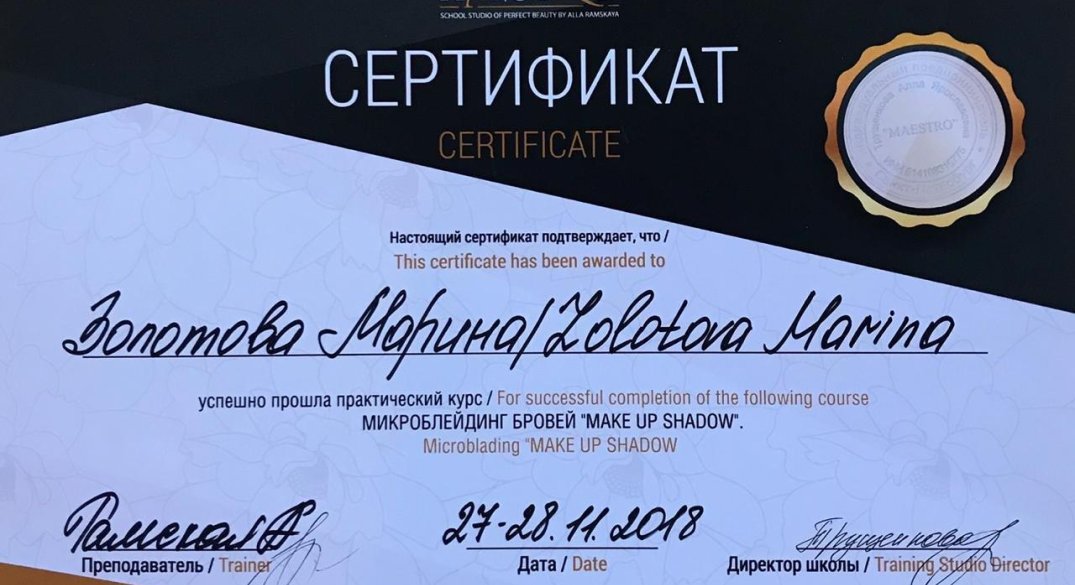 SCHOOL STUDIO OF PERFECT BEAUTY BY ALLA RAMSKAYA
СЕРТИФИКАТ
CERTIFICATE
"MAESTRO"
Настоящий сертификат подтверждает, что /
This certificate has been awarded to
Золотова Марина/Zolotova Marina
успешно прошла практический курс / For successful completion of the following course
МИКРОБЛЕЙДИНГ БРОВЕЙ "MAKE UP SHADOW".
Microblading "MAKE UP SHADOW
Рамская А
27-28.11.2018
Преподаватель / Trainer
Дата / Date
Директор школы / Training Studio Director